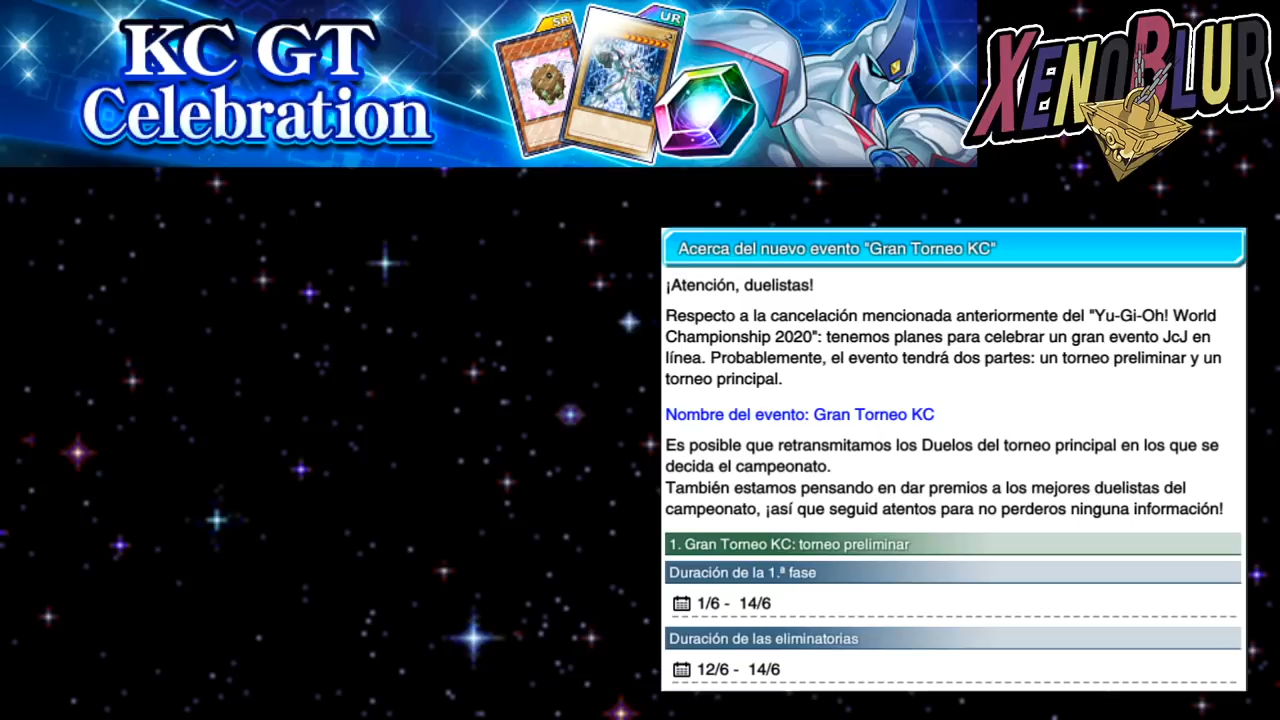 KC GT
Celebration
SR
UR
XENOBLUR
Acerca del nuevo evento "Gran Torneo KC"
¡Atención, duelistas!
Respecto a la cancelación mencionada anteriormente del "Yu-Gi-Oh! World
Championship 2020": tenemos planes para celebrar un gran evento JcJ en
línea. Probablemente, el evento tendrá dos partes: un torneo preliminar y un
torneo principal.
Nombre del evento: Gran Torneo KC
Es posible que retransmitamos los Duelos del torneo principal en los que se
decida el campeonato.
También estamos pensando en dar premios a los mejores duelistas del
campeonato, ¡así que seguid atentos para no perderos ninguna información!
1. Gran Torneo KC: torneo preliminar
Duración de la 1.ª fase
1/6 - 14/6
Duración de las eliminatorias
12/6 - 14/6